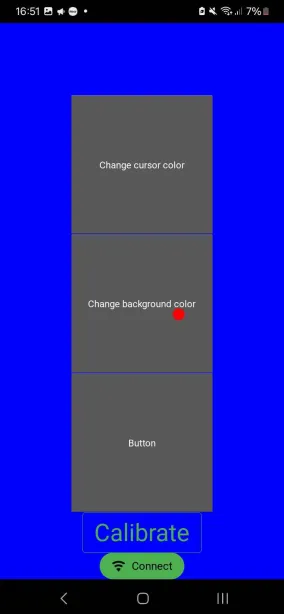 16:51
7%
Change cursor color
Change background color
Button
Calibrate
Connect